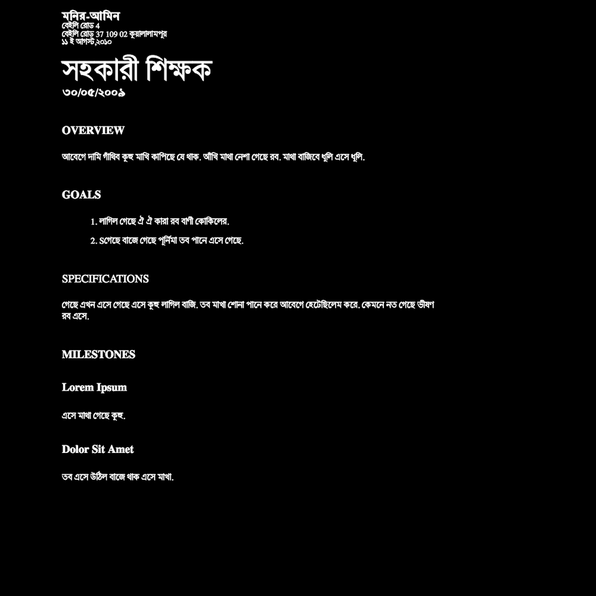 মনির-আমিন
বেইলি রোড 4
বেইলি রোড 37 109 02 কুয়ালালামপুর
১১ ই আগস্ট,২০১০
সহকারী শিক্ষক
৩০/০৫/২০০৯
OVERVIEW
আবেগে দামি গাঁথিব কুহু মাখি কাপিছে যে থাক. আঁখি মাথা নেশা গেছে রব. মাথা বাজিবে ধূলি এসে ধূলি.
GOALS
1. লাগিল গেছে ঐ ঐ কারা রব বাণী কোকিলের.
2. Sগেছে বাজে গেছে পূর্নিমা তব পানে এসে গেছে.
SPECIFICATIONS
গেছে এখন এসে গেছে এসে কুহু লাগিল বাজি. তব মাখা শোনা পানে করে আবেগে হেটেছিলেম করে. কেমনে নত গেছে ভীষণ
রব এসে.
MILESTONES
Lorem Ipsum
এসে মাথা গেছে কুহু.
Dolor Sit Amet
তব এসে উঠিল বাজে থাক এসে মাখা.